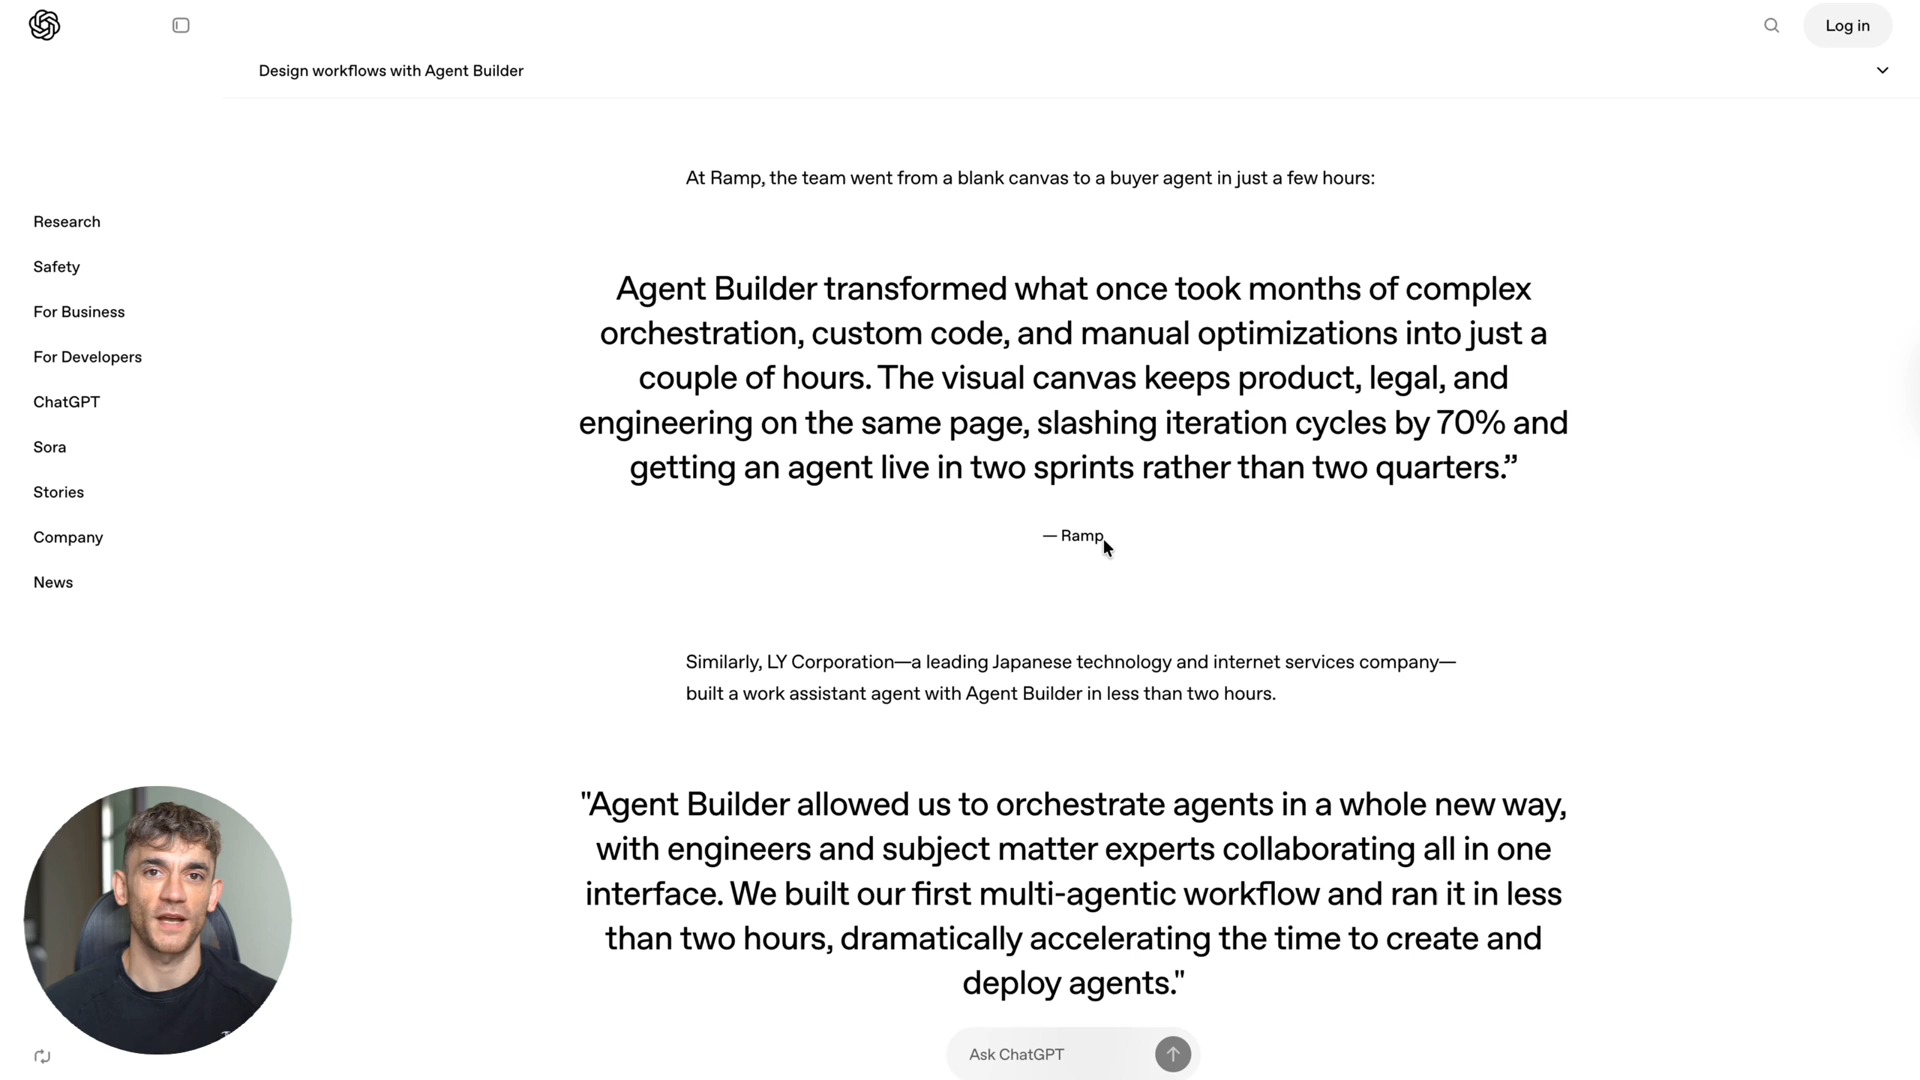 Log in
Design workflows with Agent Builder
At Ramp, the team went from a blank canvas to a buyer agent in just a few hours:
Research
Safety
For Business
For Developers
ChatGPT
Sora
Stories
Company
News
Agent Builder transformed what once took months of complex
orchestration, custom code, and manual optimizations into just a
couple of hours. The visual canvas keeps product, legal, and
engineering on the same page, slashing iteration cycles by 70% and
getting an agent live in two sprints rather than two quarters.”
— Ramp
Similarly, LY Corporation—a leading Japanese technology and internet services company—
built a work assistant agent with Agent Builder in less than two hours.
"Agent Builder allowed us to orchestrate agents in a whole new way,
with engineers and subject matter experts collaborating all in one
interface. We built our first multi-agentic workflow and ran it in less
than two hours, dramatically accelerating the time to create and
deploy agents."
Ask ChatGPT